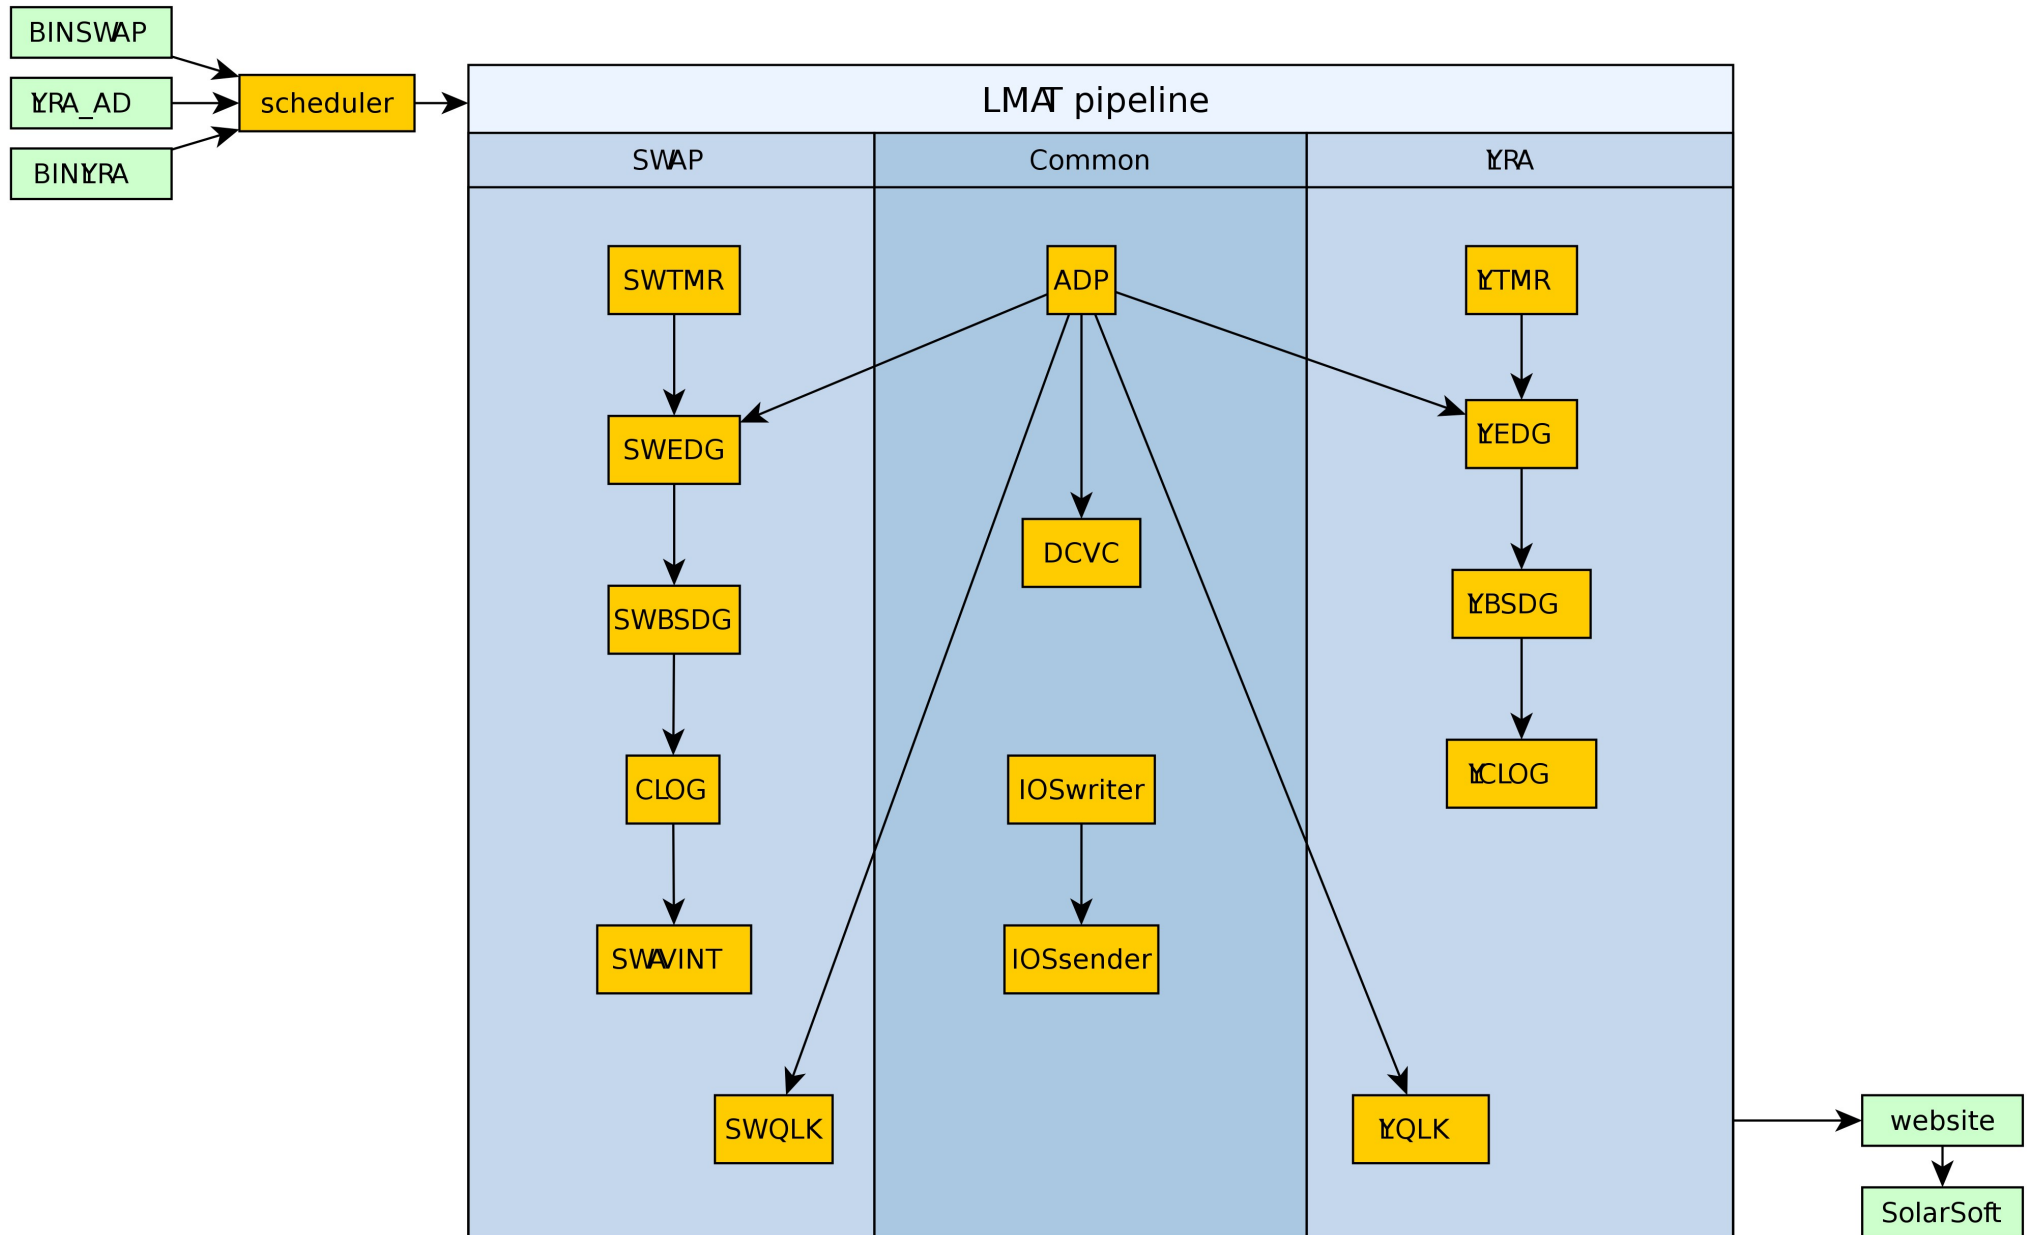 BINSWAP
LYRA_AD
BINLYRA
scheduler
LMAT pipeline
SWAP
Common
LYRA
SWTMR
ADP
LYTMR
SWEDG
LYEDG
DCVC
SWBSDG
LYBSDG
CLOG
IOSwriter
LYCLOG
SWAVINT
IOSsender
SWQLK
LYQLK
website
SolarSoft